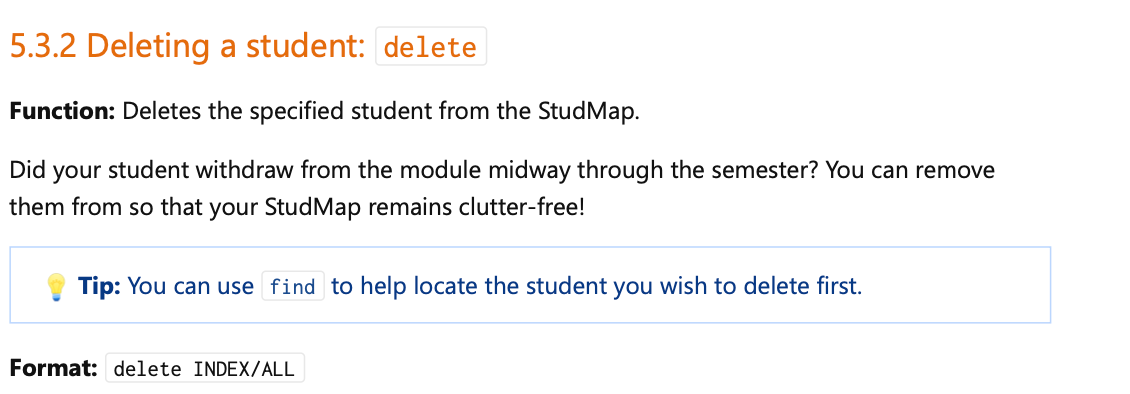 5.3.2 Deleting a student: delete
Function: Deletes the specified student from the StudMap.
Did your student withdraw from the module midway through the semester? You can remove
them from so that your StudMap remains clutter-free!
Tip: You can use find to help locate the student you wish to delete first.
Format: delete INDEX/ALL